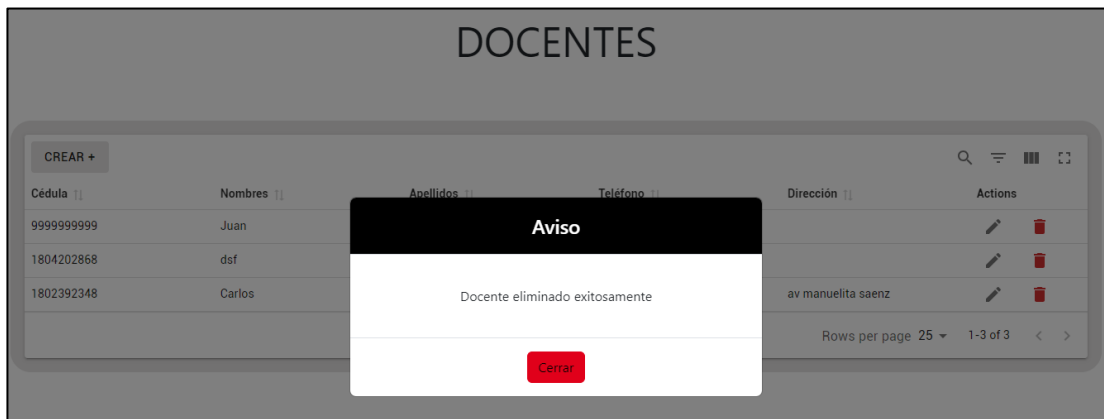 DOCENTES
CREAR +
Cédula Nombres Apellidos Teléfono Dirección Actions
9999999999 Juan
1804202868 dsf
1802392348 Carlos av manuelita saenz
Aviso
Docente eliminado exitosamente
Cerrar
Rows per page 25 1-3 of 3